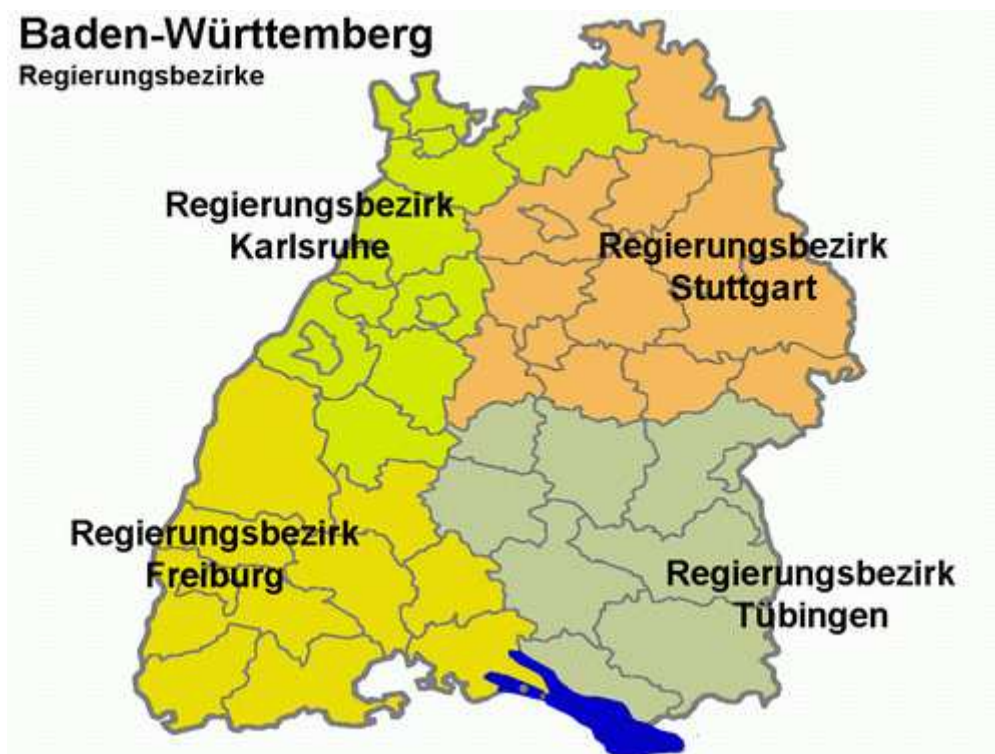 Baden-Württemberg
Regierungsbezirke
Regierungsbezirk
Karlsruhe
Regierungsbezirk
Stuttgart
Regierungsbezirk
Freiburg
Regierungsbezirk
Tübingen